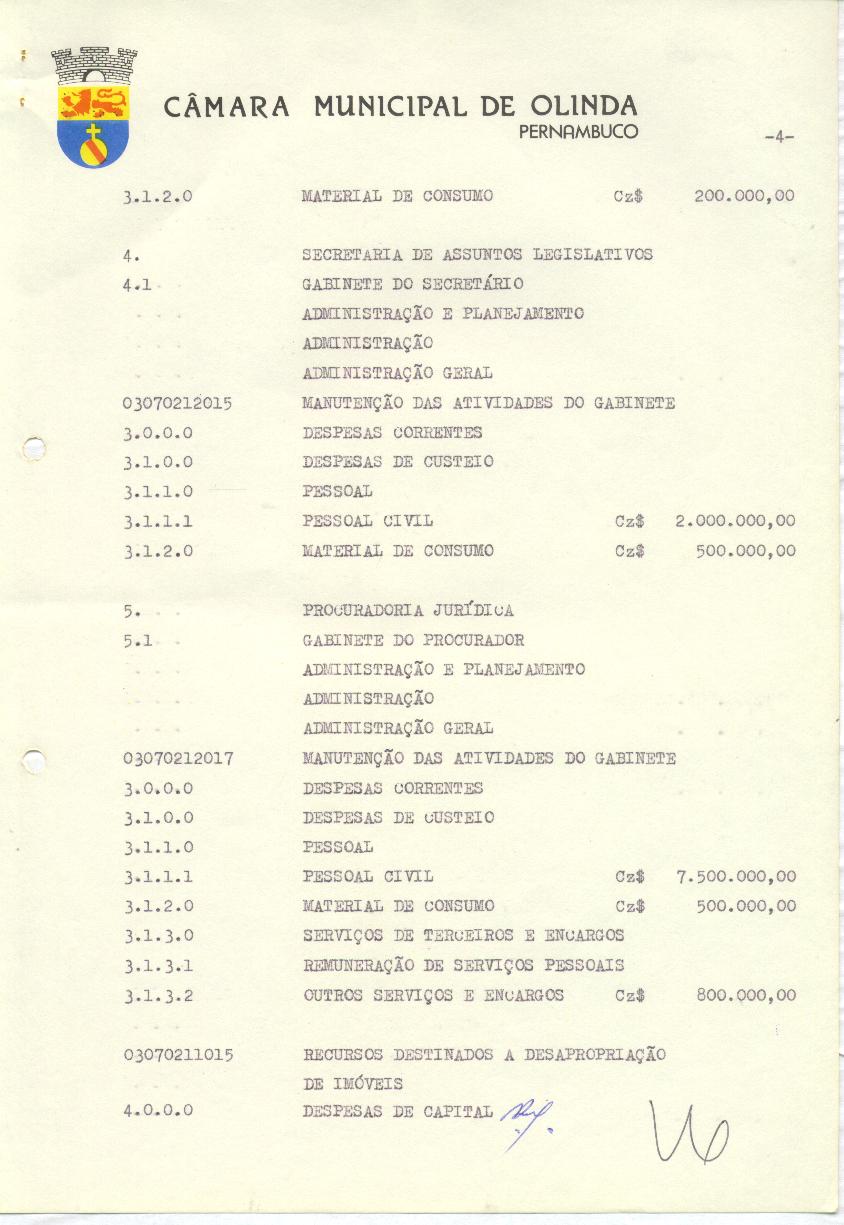 CÂMARA MUNICIPAL DE OLINDA
PERNAMBUCO
-4-
3.1.2.0 MATERIAL DE CONSUMO Cz$ 200.000,00
4. SECRETARIA DE ASSUNTOS LEGISLATIVOS
4.1 GABINETE DO SECRETÁRIO
ADMINISTRAÇÃO E PLANEJAMENTO
ADMINISTRAÇÃO
ADMINISTRAÇÃO GERAL
03070212015 MANUTENÇÃO DAS ATIVIDADES DO GABINETE
3.0.0.0 DESPESAS CORRENTES
3.1.0.0 DESPESAS DE CUSTEIO
3.1.1.0 PESSOAL
3.1.1.1 PESSOAL CIVIL Cz$ 2.000.000,00
3.1.2.0 MATERIAL DE CONSUMO Cz$ 500.000,00
5. PROCURADORIA JURÍDICA
5.1 GABINETE DO PROCURADOR
ADMINISTRAÇÃO E PLANEJAMENTO
ADMINISTRAÇÃO
ADMINISTRAÇÃO GERAL
03070212017 MANUTENÇÃO DAS ATIVIDADES DO GABINETE
3.0.0.0 DESPESAS CORRENTES
3.1.0.0 DESPESAS DE CUSTEIO
3.1.1.0 PESSOAL
3.1.1.1 PESSOAL CIVIL Cz$ 7.500.000,00
3.1.2.0 MATERIAL DE CONSUMO Cz$ 500.000,00
3.1.3.0 SERVIÇOS DE TERCEIROS E ENCARGOS
3.1.3.1 REMUNERAÇÃO DE SERVIÇOS PESSOAIS
3.1.3.2 OUTROS SERVIÇOS E ENCARGOS Cz$ 800.000,00
03070211015 RECURSOS DESTINADOS A DESAPROPRIAÇÃO
DE IMÓVEIS
4.0.0.0 DESPESAS DE CAPITAL